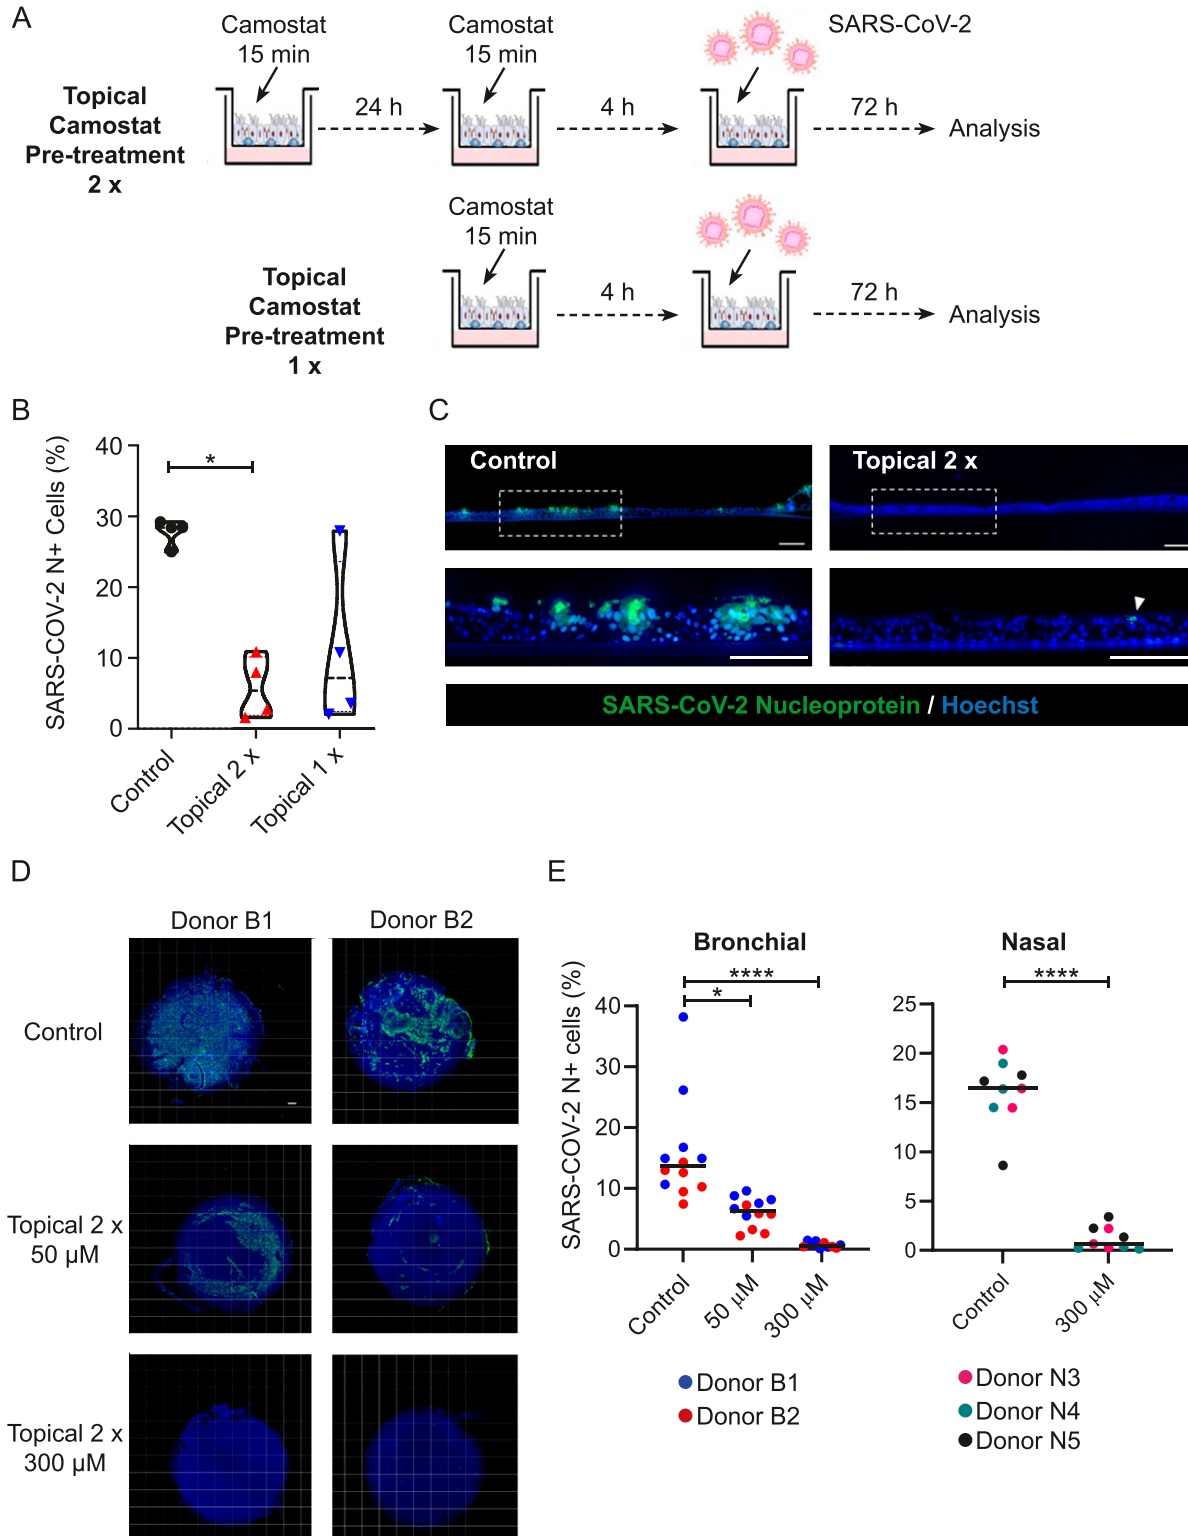 A
Camostat
15 min
Camostat
15 min
SARS-CoV-2
Topical
Camostat
Pre-treatment
2 x
24 h
4 h
72 h
Analysis
Camostat
15 min
Topical
Camostat
Pre-treatment
1 x
4 h
72 h
Analysis
B
SARS-COV-2 N+ Cells (%)
40
30
20
10
0
*
Control
Topical 2 x
Topical 1 x
C
Control
Topical 2 x
SARS-CoV-2 Nucleoprotein / Hoechst
D
Donor B1
Donor B2
Control
Topical 2 x
50 µM
Topical 2 x
300 µM
E
Bronchial
****
*
SARS-COV-2 N+ cells (%)
40
30
20
10
0
Control
50 µM
300 µM
Donor B1
Donor B2
Nasal
****
25
20
15
10
5
0
Control
300 µM
Donor N3
Donor N4
Donor N5